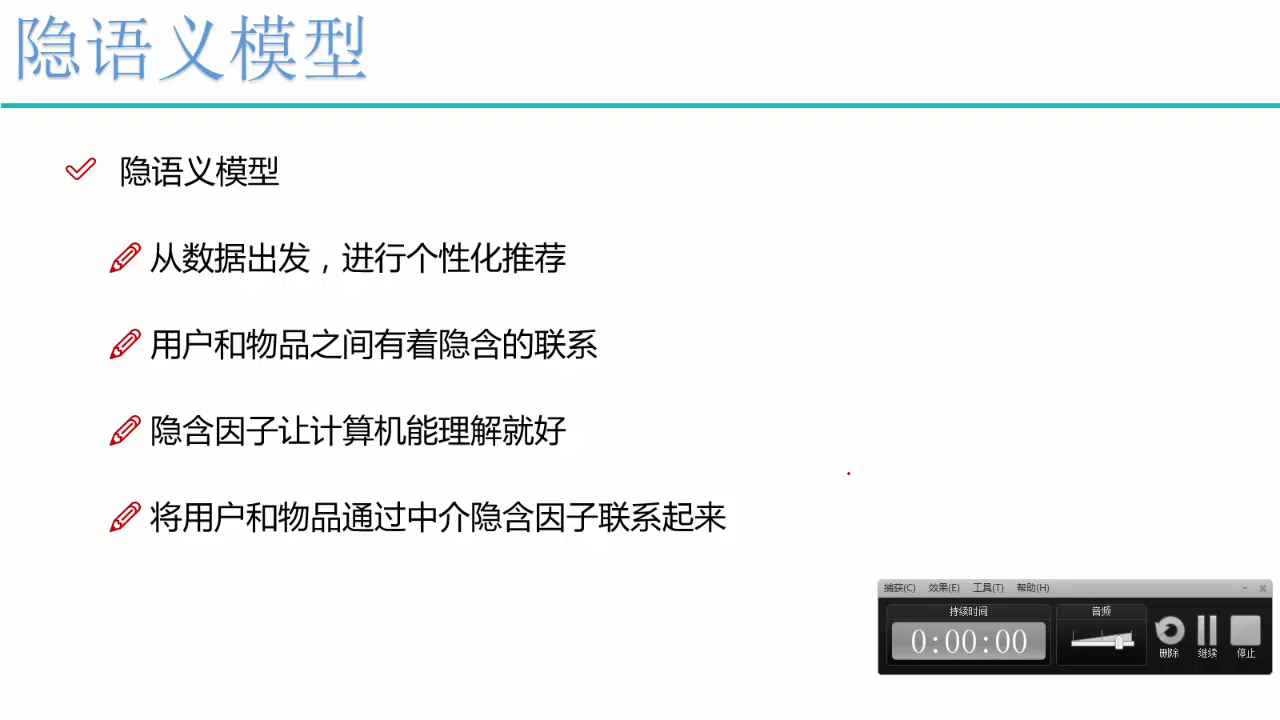 隐语义模型
隐语义模型
从数据出发，进行个性化推荐
用户和物品之间有着隐含的联系
隐含因子让计算机能理解就好
将用户和物品通过中介隐含因子联系起来
捕获(C) 效果(E) 工具(T) 帮助(H)
持续时间 音频
0:00:00
删除 继续 停止